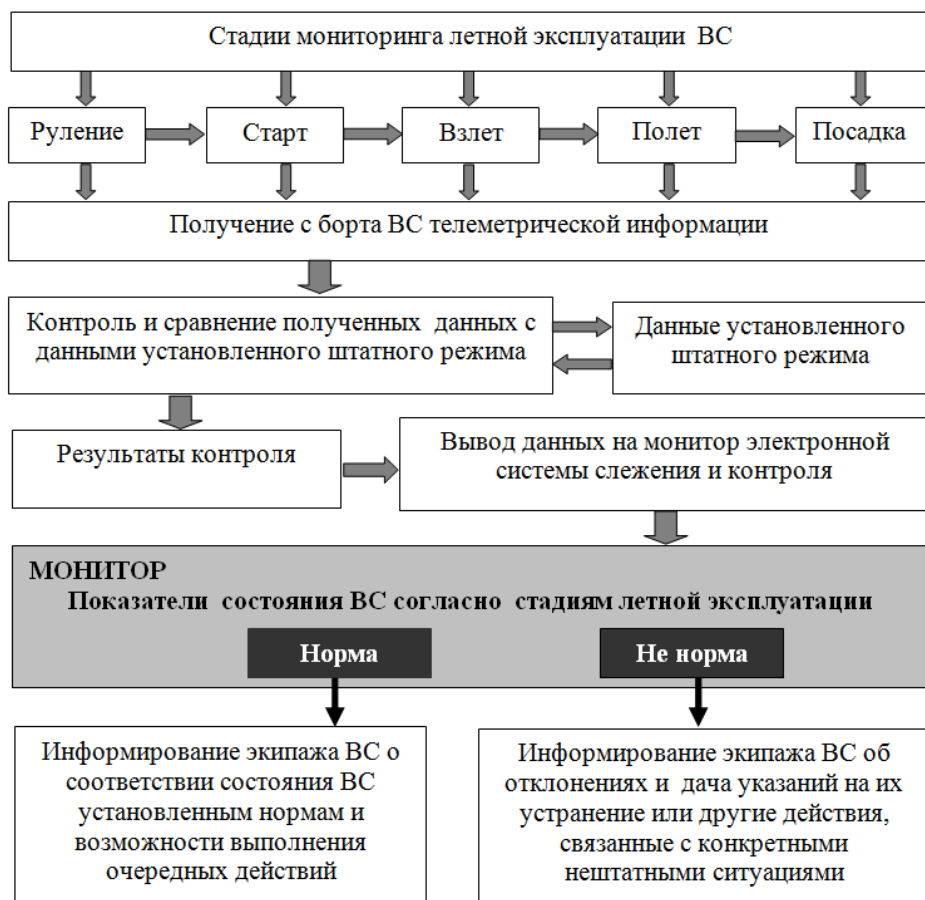 Стадии мониторинга летной эксплуатации ВС
Руление
Старт
Взлет
Полет
Посадка
Получение с борта ВС телеметрической информации
Контроль и сравнение полученных данных с
данными установленного штатного режима
Данные установленного
штатного режима
Результаты контроля
Вывод данных на монитор электронной
системы слежения и контроля
МОНИТОР
Показатели состояния ВС согласно стадиям летной эксплуатации
Норма
Не норма
Информирование экипажа ВС о
соответствии состояния ВС
установленным нормам и
возможности выполнения
очередных действий
Информирование экипажа ВС об
отклонениях и дача указаний на их
устранение или другие действия,
связанные с конкретными
нештатными ситуациями